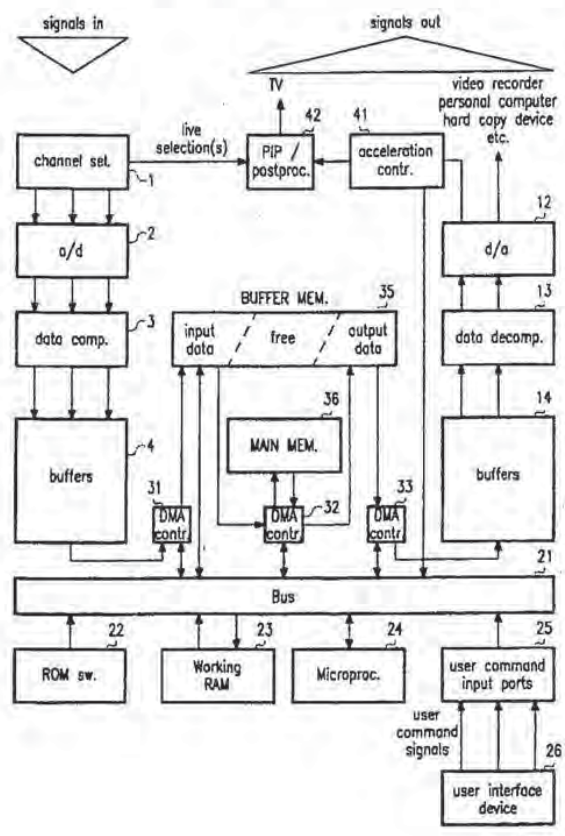 signals in
signals out
TV
video recorder
personal computer
hard copy device
etc.
42
41
live
selection(s)
channel sel.
1
PIP /
postproc.
acceleration
contr.
12
2
a/d
d/a
13
BUFFER MEM.
35
3
data comp.
input
data
free
output
data
data decomp.
36
14
4
buffers
MAIN MEM.
buffers
31
DMA
contr.
32
DMA
contr.
33
DMA
contr.
21
Bus
22
23
24
25
ROM sw.
Working
RAM
Microproc.
user command
input ports
user
command
signals
26
user interface
device